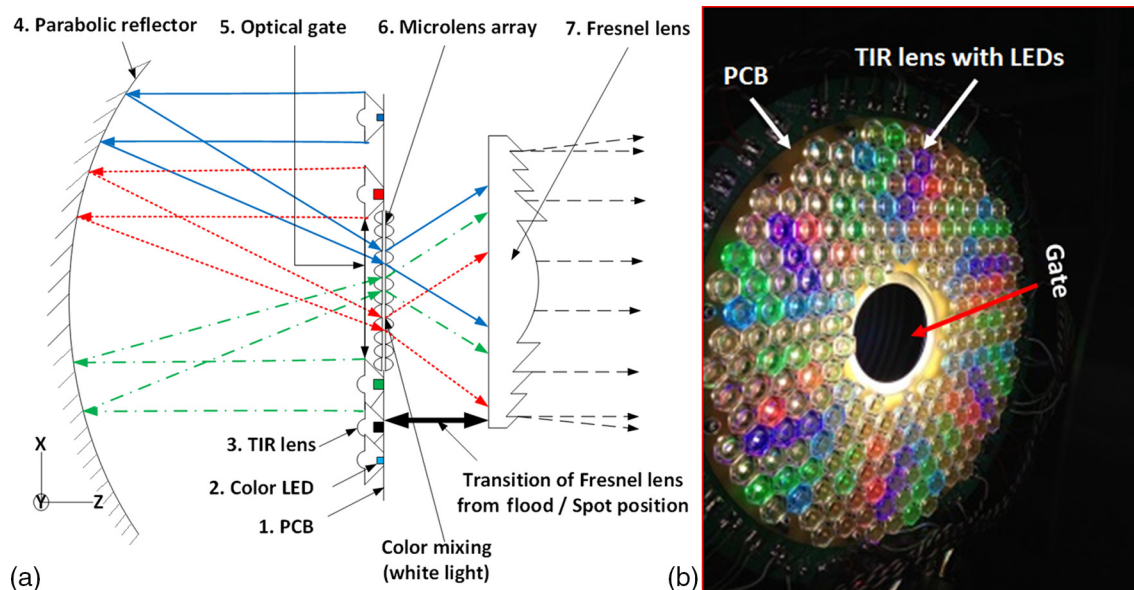 4. Parabolic reflector
5. Optical gate
6. Microlens array
7. Fresnel lens
X
Y
Z
3. TIR lens
2. Color LED
1. PCB
Color mixing
(white light)
Transition of Fresnel lens
from flood / Spot position
(a)
PCB
TIR lens with LEDs
Gate
(b)